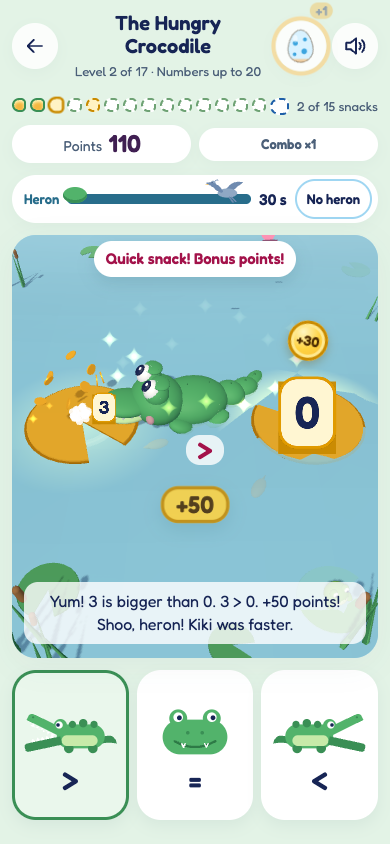 The Hungry
Crocodile
+1
Level 2 of 17 · Numbers up to 20
2 of 15 snacks
Points 110
Combo ×1
Heron
30 s
No heron
Quick snack! Bonus points!
+30
3
0
>
+50
Yum! 3 is bigger than 0. 3 > 0. +50 points!
Shoo, heron! Kiki was faster.
>
=
<